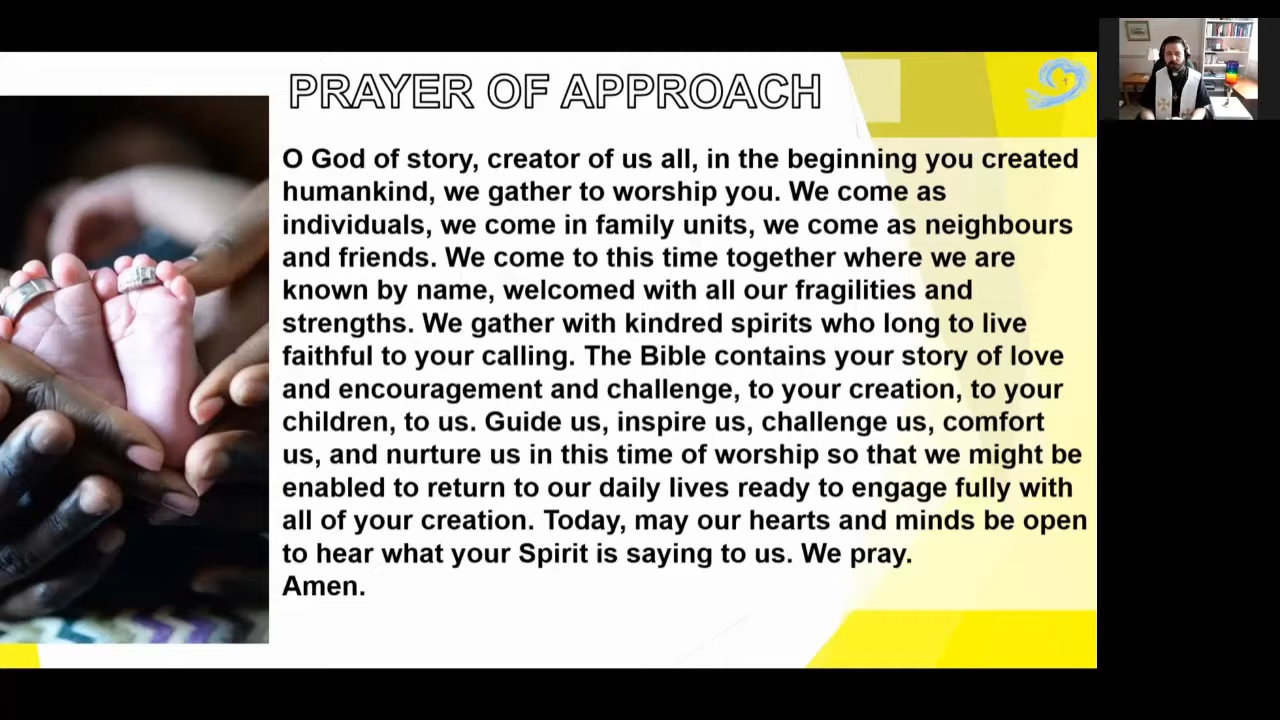 PRAYER OF APPROACH
O God of story, creator of us all, in the beginning you created
humankind, we gather to worship you. We come as
individuals, we come in family units, we come as neighbours
and friends. We come to this time together where we are
known by name, welcomed with all our fragilities and
strengths. We gather with kindred spirits who long to live
faithful to your calling. The Bible contains your story of love
and encouragement and challenge, to your creation, to your
children, to us. Guide us, inspire us, challenge us, comfort
us, and nurture us in this time of worship so that we might be
enabled to return to our daily lives ready to engage fully with
all of your creation. Today, may our hearts and minds be open
to hear what your Spirit is saying to us. We pray.
Amen.